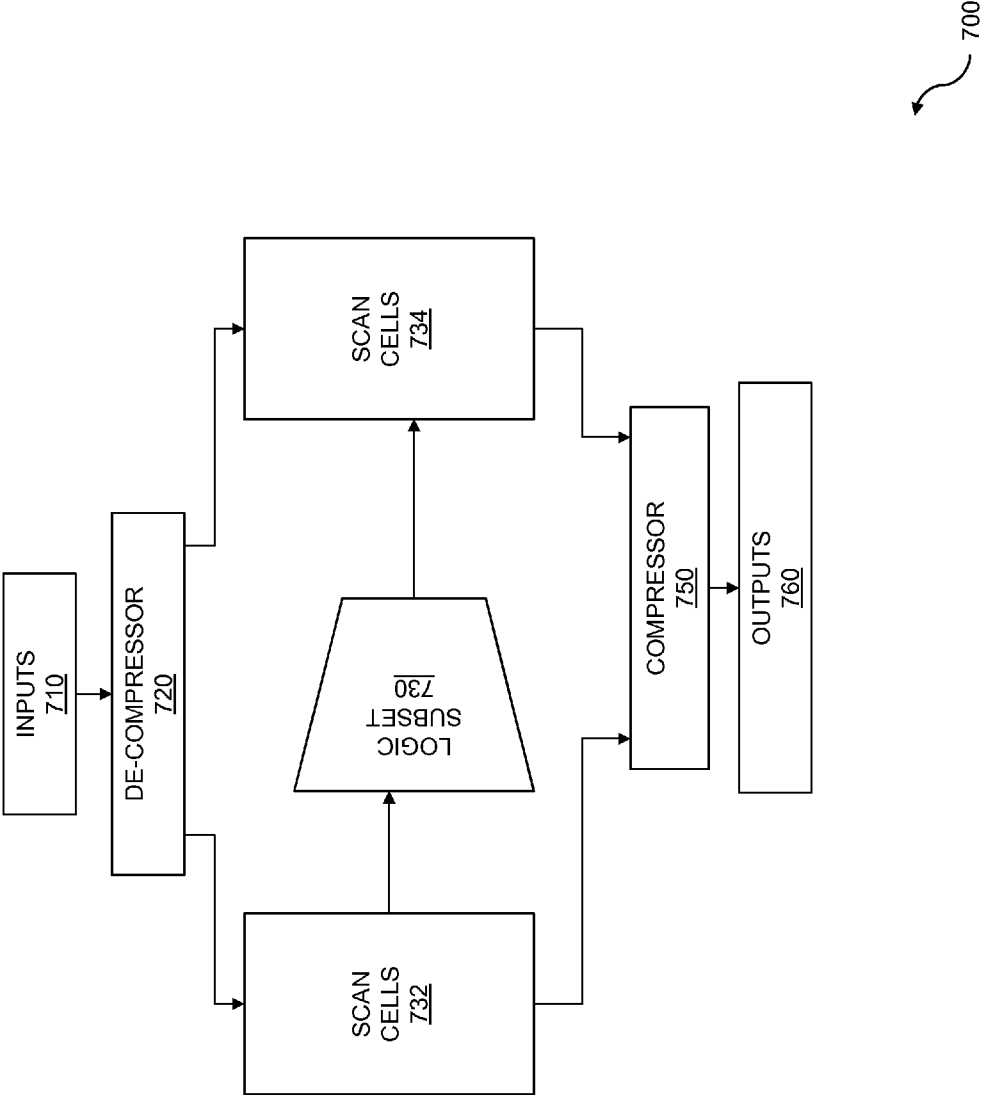 700
INPUTS
710
DE-COMPRESSOR
720
SCAN
CELLS
732
LOGIC
SUBSET
730
SCAN
CELLS
734
COMPRESSOR
750
OUTPUTS
760